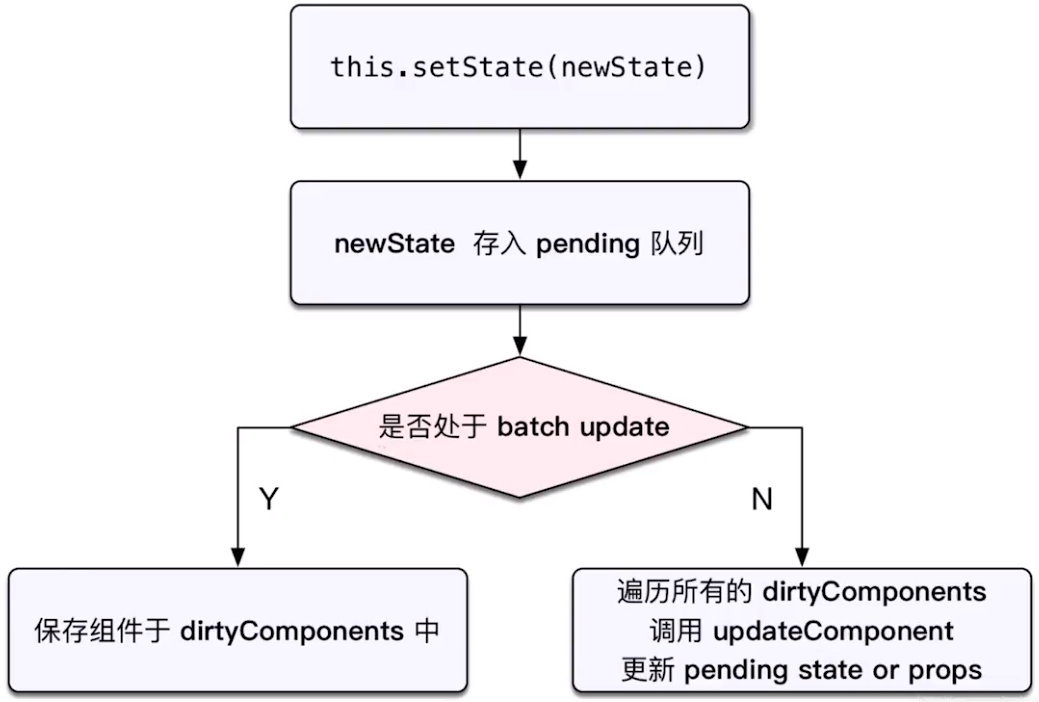 this.setState(newState)
newState 存入 pending 队列
是否处于 batch update
Y
N
保存组件于 dirtyComponents 中
遍历所有的 dirtyComponents
调用 updateComponent
更新 pending state or props